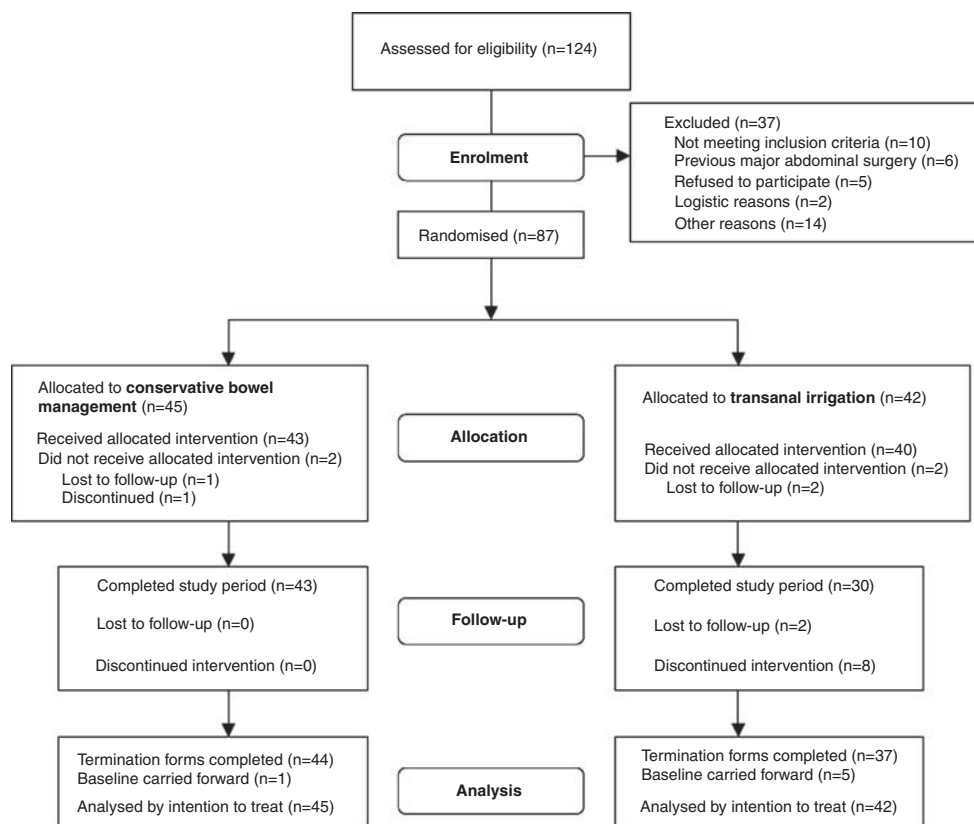 Assessed for eligibility (n=124)
Enrolment
Excluded (n=37)
Not meeting inclusion criteria (n=10)
Previous major abdominal surgery (n=6)
Refused to participate (n=5)
Logistic reasons (n=2)
Other reasons (n=14)
Randomised (n=87)
Allocated to conservative bowel
management (n=45)
Received allocated intervention (n=43)
Did not receive allocated intervention (n=2)
Lost to follow-up (n=1)
Discontinued (n=1)
Allocation
Allocated to transanal irrigation (n=42)
Received allocated intervention (n=40)
Did not receive allocated intervention (n=2)
Lost to follow-up (n=2)
Completed study period (n=43)
Lost to follow-up (n=0)
Discontinued intervention (n=0)
Follow-up
Completed study period (n=30)
Lost to follow-up (n=2)
Discontinued intervention (n=8)
Termination forms completed (n=44)
Baseline carried forward (n=1)
Analysed by intention to treat (n=45)
Analysis
Termination forms completed (n=37)
Baseline carried forward (n=5)
Analysed by intention to treat (n=42)